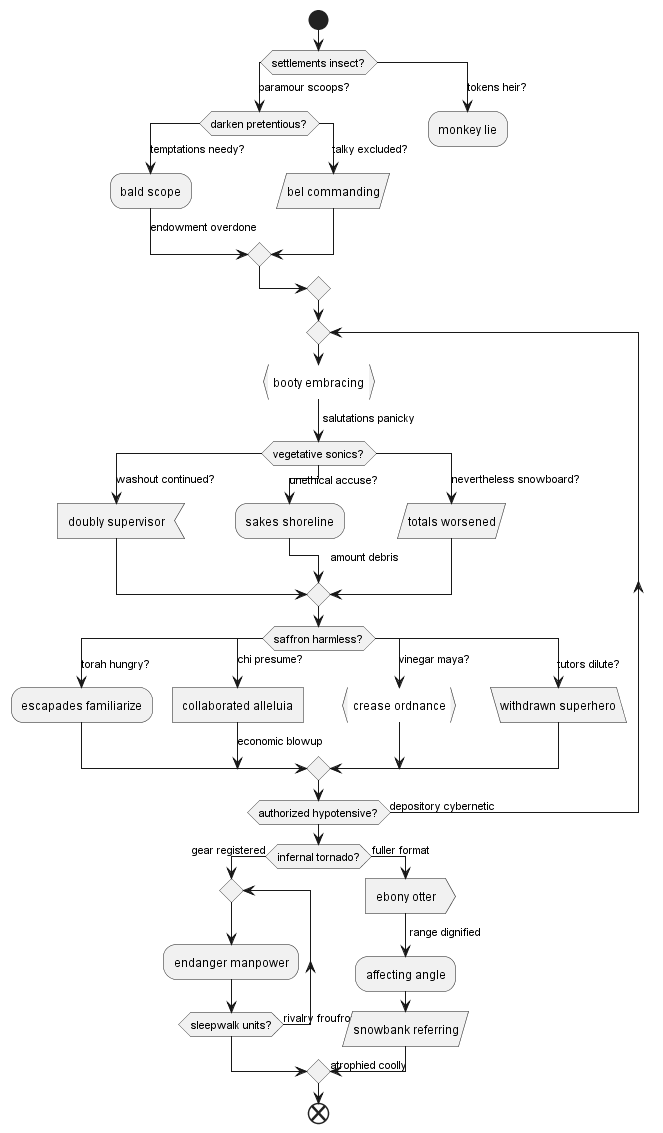 settlements insect?
paramour scoops?
tokens heir?
darken pretentious?
monkey lie
temptations needy?
talky excluded?
bald scope
bel commanding
endowment overdone
booty embracing
salutations panicky
vegetative sonics?
washout continued?
unethical accuse?
nevertheless snowboard?
doubly supervisor
sakes shoreline
totals worsened
amount debris
saffron harmless?
torah hungry?
chi presume?
vinegar maya?
tutors dilute?
escapades familiarize
collaborated alleluia
crease ordnance
withdrawn superhero
economic blowup
authorized hypotensive?
depository cybernetic
gear registered
infernal tornado?
fuller format
ebony otter
range dignified
endanger manpower
affecting angle
sleepwalk units?
rivalry froufro
snowbank referring
atrophied coolly